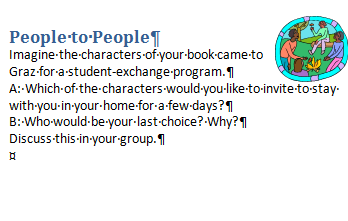 People to People¶
Imagine the characters of your book came to
Graz for a student exchange program.¶
A: Which of the characters would you like to invite to stay
with you in your home for a few days?¶
B: Who would be your last choice? Why?¶
Discuss this in your group.¶
¤